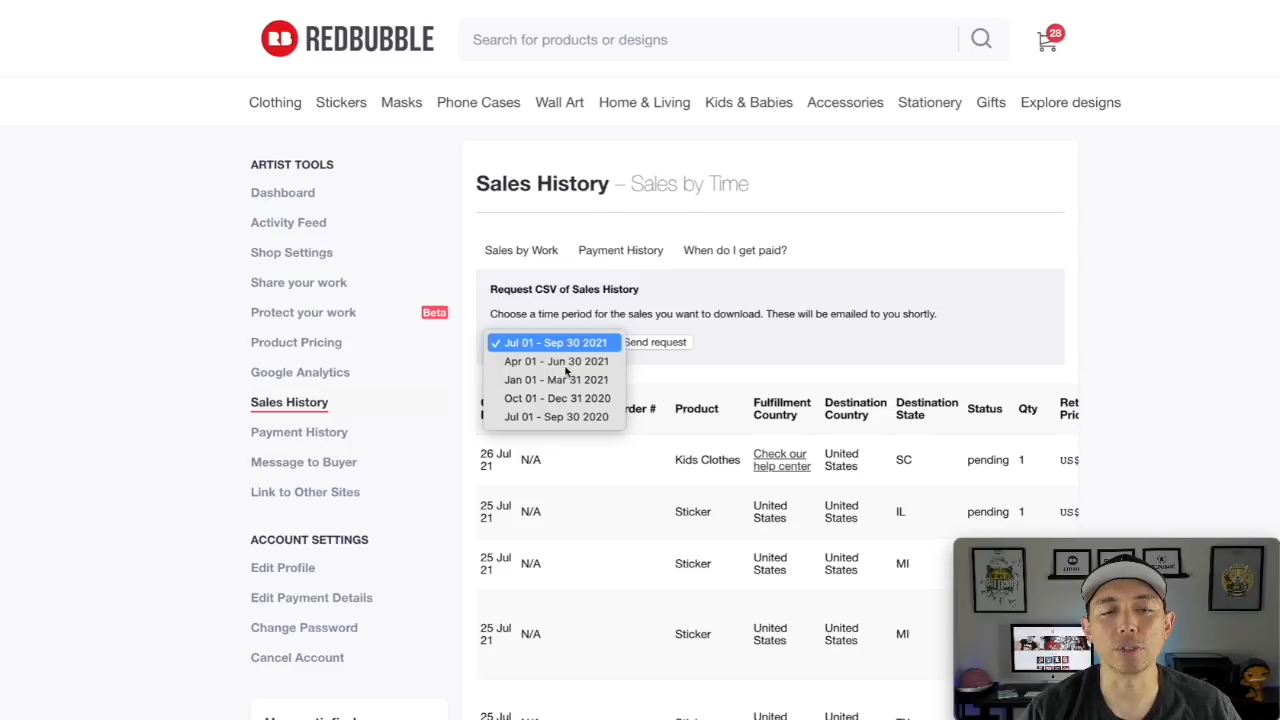 RB REDBUBBLE
Search for products or designs
28
Clothing Stickers Masks Phone Cases Wall Art Home & Living Kids & Babies Accessories Stationery Gifts Explore designs
ARTIST TOOLS
Dashboard
Activity Feed
Shop Settings
Share your work
Protect your work Beta
Product Pricing
Google Analytics
Sales History
Payment History
Message to Buyer
Link to Other Sites
ACCOUNT SETTINGS
Edit Profile
Edit Payment Details
Change Password
Cancel Account
Sales History – Sales by Time
Sales by Work Payment History When do I get paid?
Request CSV of Sales History
Choose a time period for the sales you want to download. These will be emailed to you shortly.
✓ Jul 01 - Sep 30 2021 Send request
Apr 01 - Jun 30 2021
Jan 01 - Mar 31 2021
Oct 01 - Dec 31 2020
Jul 01 - Sep 30 2020
rder # Product Fulfillment Country Destination Country Destination State Status Qty Ret Pric
26 Jul 21 N/A Kids Clothes Check our help center United States SC pending 1 US$
25 Jul 21 N/A Sticker United States United States IL pending 1 US$
25 Jul 21 N/A Sticker United States United States MI
25 Jul 21 N/A Sticker United States United States MI
25 Jul